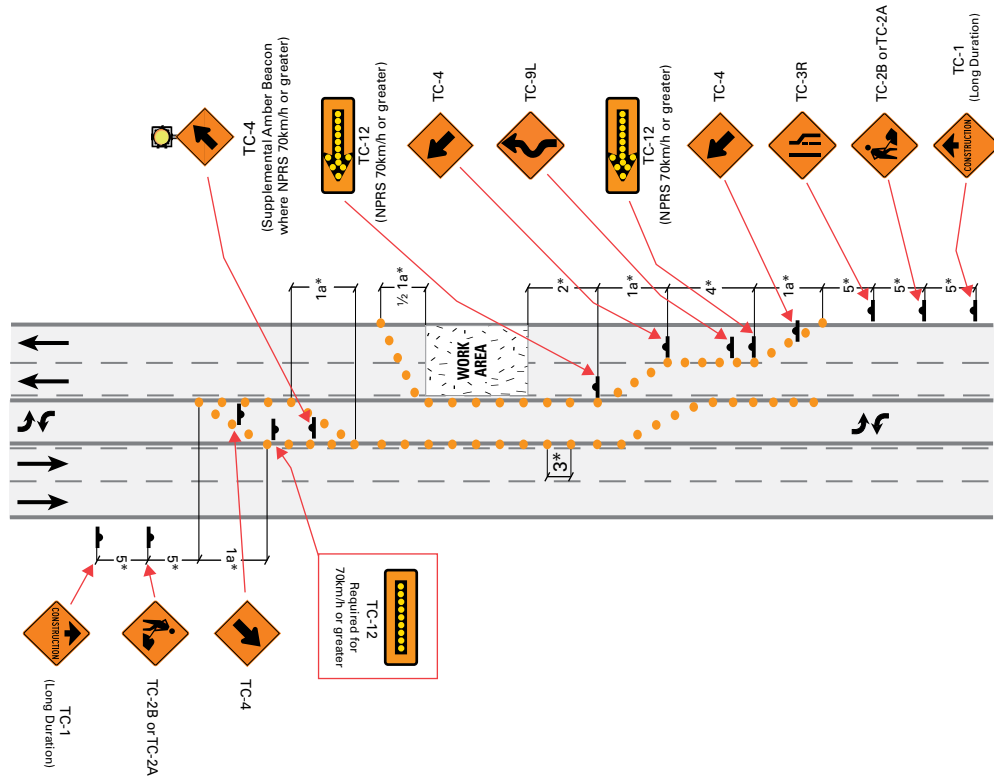 TC-4
(Supplemental Amber Beacon
where NPRS 70km/h or greater)
TC-12
(NPRS 70km/h or greater)
TC-4
TC-9L
TC-12
(NPRS 70km/h or greater)
TC-4
TC-3R
TC-2B or TC-2A
CONSTRUCTION
TC-1
(Long Duration)
1a*
½ 1a*
2*
1a*
4*
1a*
5*
5*
5*
WORK
AREA
3*
5*
5*
1a*
TC-12
Required for
70km/h or greater
CONSTRUCTION
TC-1
(Long Duration)
TC-2B or TC-2A
TC-4